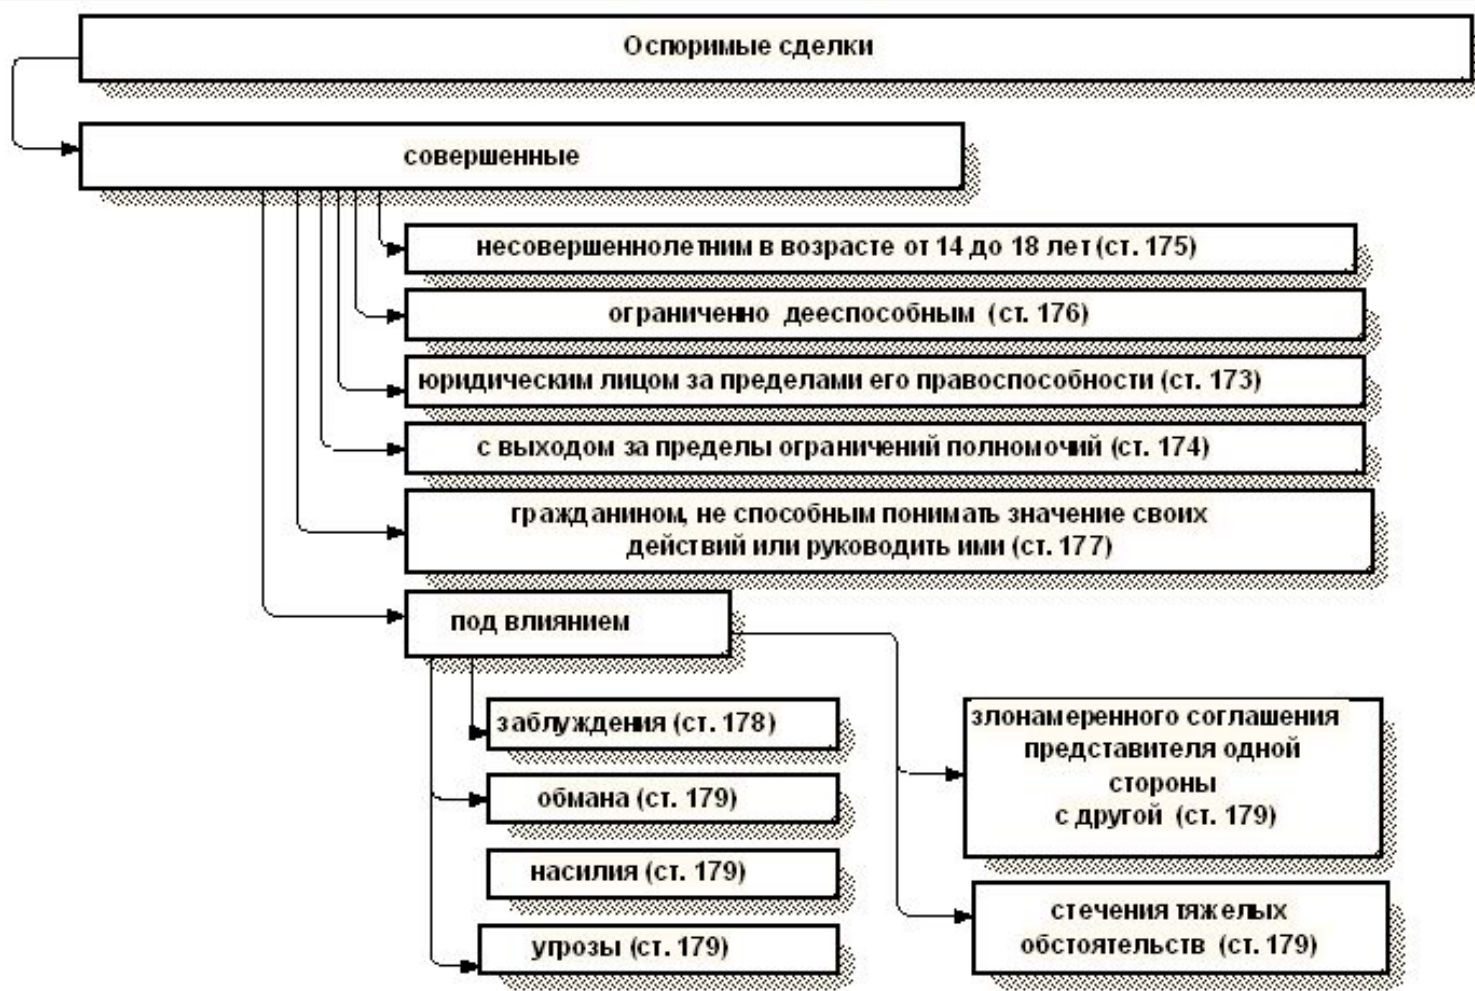 Оспоримые сделки
совершенные
несовершеннолетним в возрасте от 14 до 18 лет (ст. 175)
ограниченно дееспособным (ст. 176)
юридическим лицом за пределами его правоспособности (ст. 173)
с выходом за пределы ограничений полномочий (ст. 174)
гражданином, не способным понимать значение своих
действий или руководить ими (ст. 177)
под влиянием
заблуждения (ст. 178)
обмана (ст. 179)
насилия (ст. 179)
угрозы (ст. 179)
злонамеренного соглашения
представителя одной
стороны
с другой (ст. 179)
стечения тяжелых
обстоятельств (ст. 179)